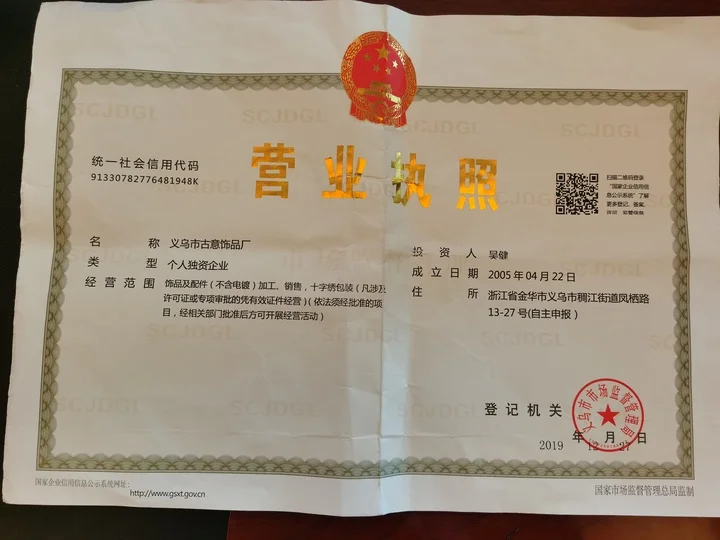 SCJDGL
SCJDGL
营业执照
统一社会信用代码
91330782776481948K
扫描二维码登录
“国家企业信用信
息公示系统”了解
更多登记、备案、
许可、监管信息
名 称 义乌市古意饰品厂
类 型 个人独资企业
经营范围 饰品及配件（不含电镀）加工、销售，十字绣包装（凡涉及
许可证或专项审批的凭有效证件经营）(依法须经批准的项
目，经相关部门批准后方可开展经营活动）
投资人 吴健
成立日期 2005年04月22日
住 所 浙江省金华市义乌市稠江街道凤栖路
13-27号(自主申报）
SCJDGL
SCJDGL
登记机关
义乌市市场监督管理局
2019 年 12 月 27 日
国家企业信用信息公示系统网址：
http://www.gsxt.gov.cn
国家市场监督管理总局监制